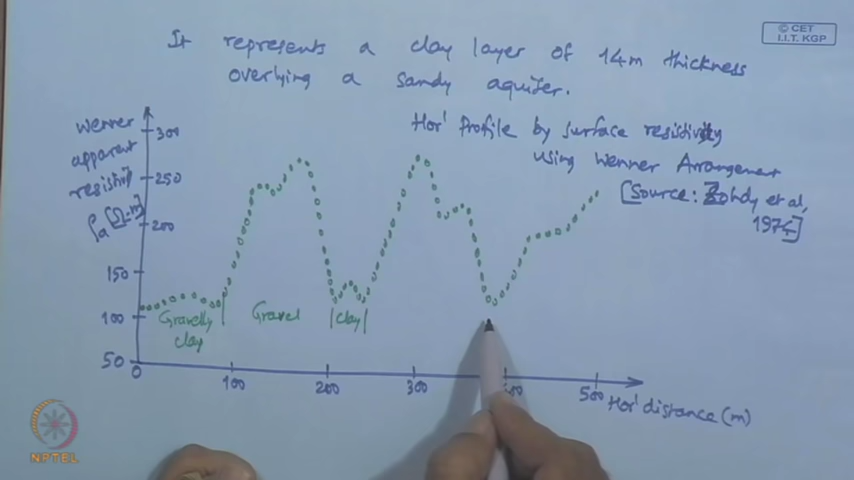 © CET
I.I.T. KGP
It represents a clay layer of 14m thickness
overlying a sandy aquifer.
Hor' Profile by surface resistivity
using Wenner Arrangement
[Source: Zohdy et al,
1974]
Wenner
apparent
resistivity
ρa [Ω-m]
300
250
200
150
100
50
Gravelly
clay
Gravel
clay
0
100
200
300
400
500
Hor' distance (m)
NPTEL